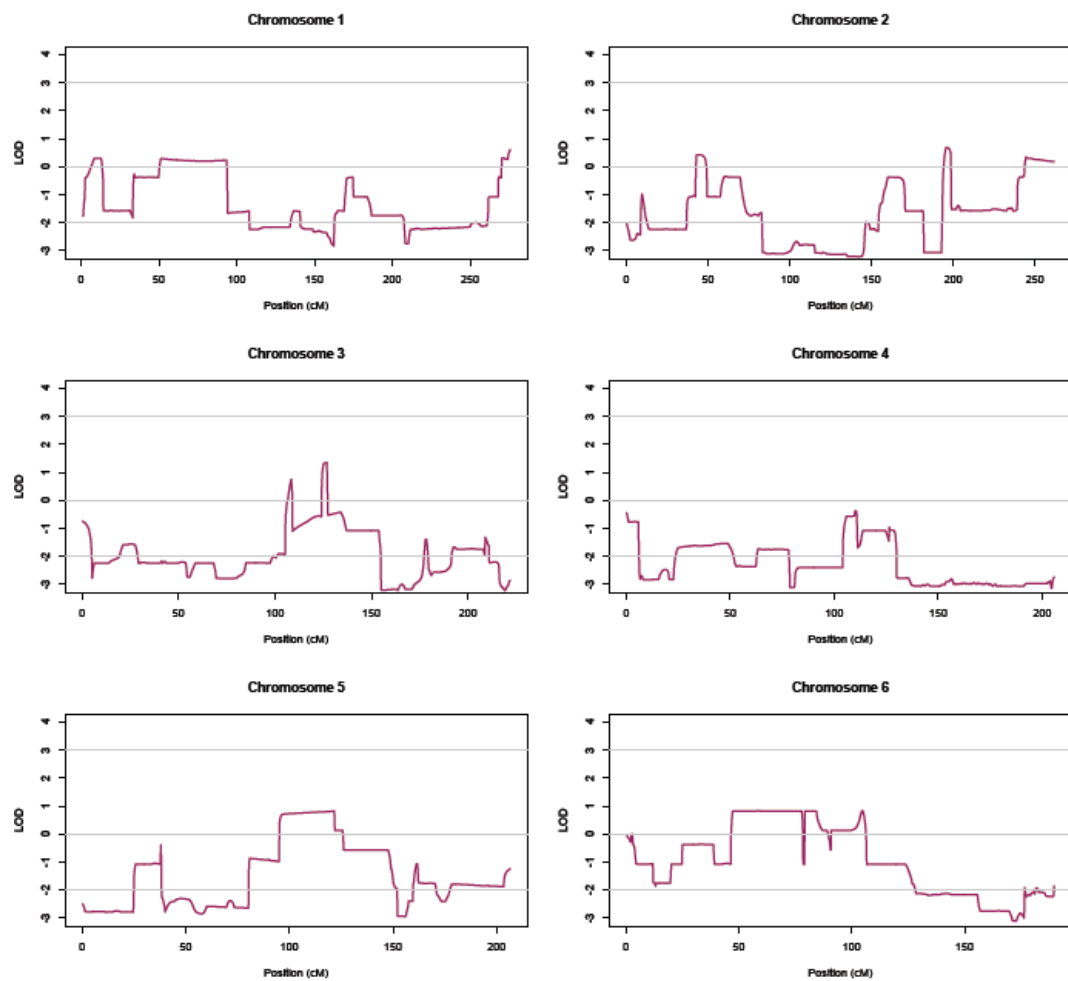 Chromosome 1
LOD
4
3
2
1
0
-1
-2
-3
0 50 100 150 200 250
Position (cM)
Chromosome 2
LOD
4
3
2
1
0
-1
-2
-3
0 50 100 150 200 250
Position (cM)
Chromosome 3
LOD
4
3
2
1
0
-1
-2
-3
0 50 100 150 200
Position (cM)
Chromosome 4
LOD
4
3
2
1
0
-1
-2
-3
0 50 100 150 200
Position (cM)
Chromosome 5
LOD
4
3
2
1
0
-1
-2
-3
0 50 100 150 200
Position (cM)
Chromosome 6
LOD
4
3
2
1
0
-1
-2
-3
0 50 100 150
Position (cM)